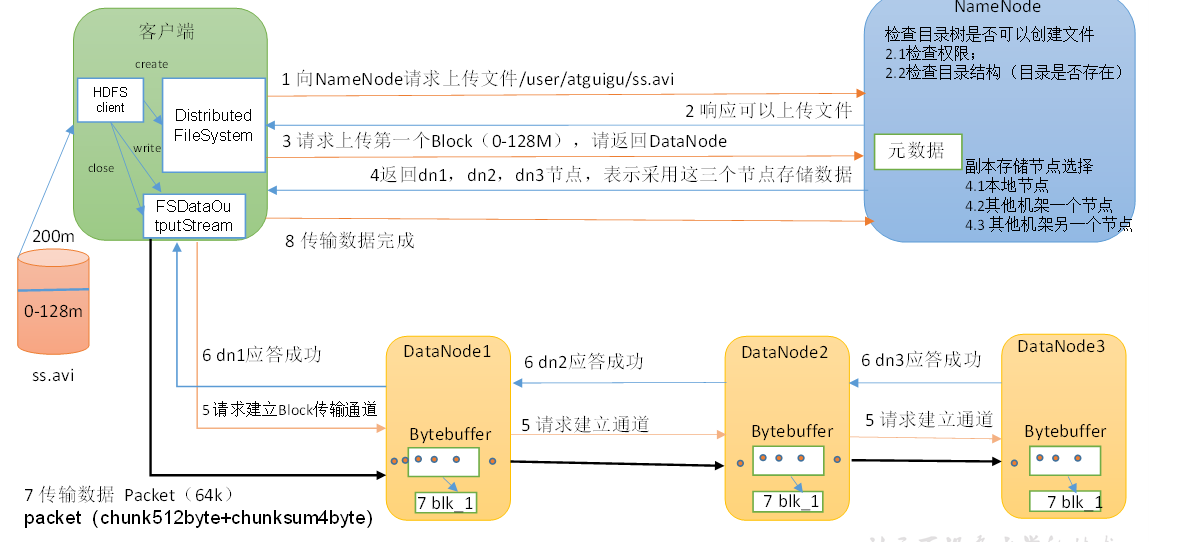 客户端
create
HDFS
client
Distributed
FileSystem
write
close
FSDataOu
tputStream
200m
0-128m
ss.avi
1 向NameNode请求上传文件/user/atguigu/ss.avi
2 响应可以上传文件
3 请求上传第一个Block（0-128M），请返回DataNode
4返回dn1，dn2，dn3节点，表示采用这三个节点存储数据
8 传输数据完成
NameNode
检查目录树是否可以创建文件
2.1检查权限；
2.2检查目录结构（目录是否存在）
元数据
副本存储节点选择
4.1本地节点
4.2其他机架一个节点
4.3 其他机架另一个节点
6 dn1应答成功
5 请求建立Block传输通道
DataNode1
Bytebuffer
7 blk_1
6 dn2应答成功
5 请求建立通道
DataNode2
Bytebuffer
7 blk_1
6 dn3应答成功
5 请求建立通道
DataNode3
Bytebuffer
7 blk_1
7 传输数据 Packet（64k）
packet（chunk512byte+chunksum4byte）